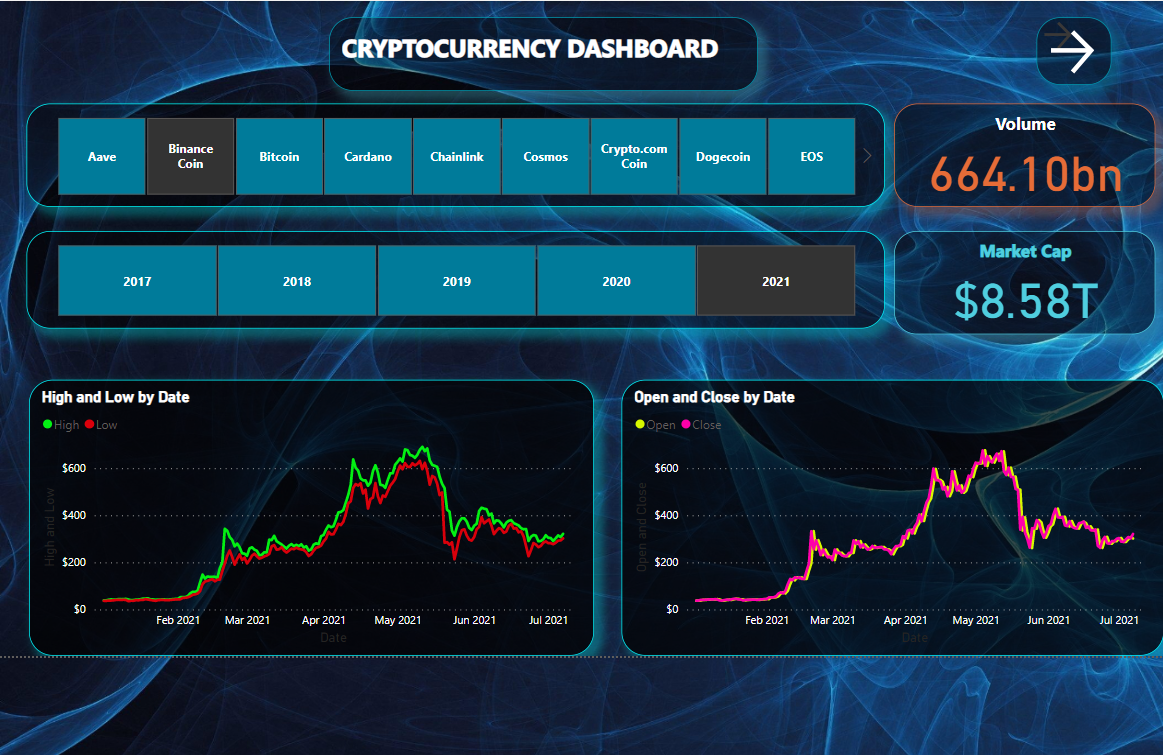 CRYPTOCURRENCY DASHBOARD
Aave
Binance
Coin
Bitcoin
Cardano
Chainlink
Cosmos
Crypto.com
Coin
Dogecoin
EOS
Volume
664.10bn
2017
2018
2019
2020
2021
Market Cap
$8.58T
High and Low by Date
High Low
$600
$400
$200
$0
High and Low
Feb 2021 Mar 2021 Apr 2021 May 2021 Jun 2021 Jul 2021
Date
Open and Close by Date
Open Close
$600
$400
$200
$0
Open and Close
Feb 2021 Mar 2021 Apr 2021 May 2021 Jun 2021 Jul 2021
Date